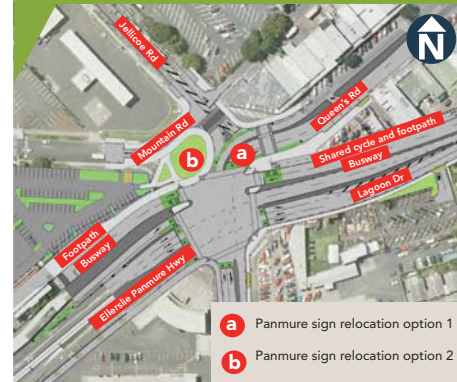 N
Jellicoe Rd
Queen's Rd
Mountain Rd
a
b
Shared cycle and footpath
Busway
Lagoon Dr
Footpath
Busway
Ellerslie Panmure Hwy
a Panmure sign relocation option 1
b Panmure sign relocation option 2